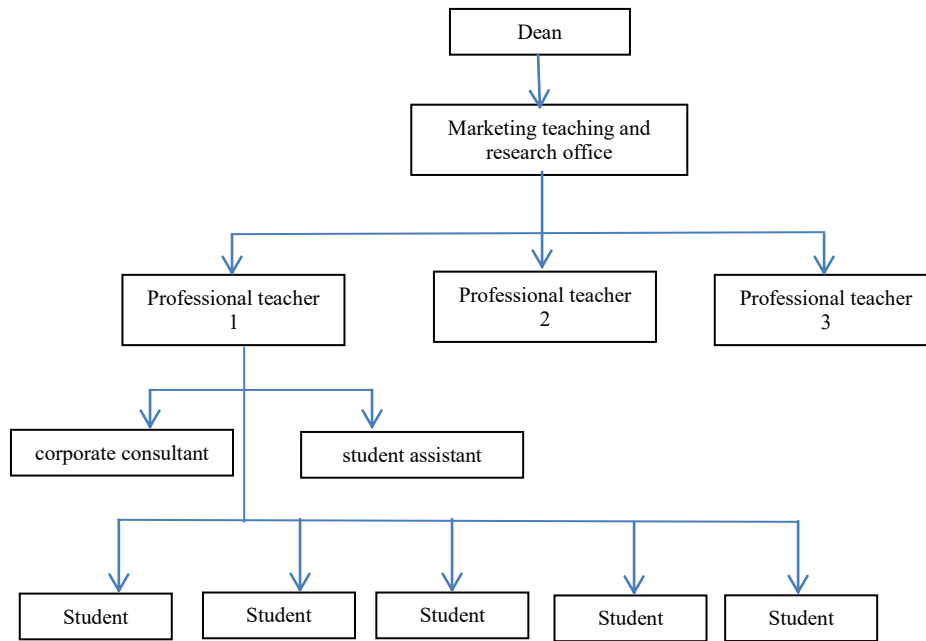 Dean
Marketing teaching and
research office
Professional teacher
1
Professional teacher
2
Professional teacher
3
corporate consultant
student assistant
Student
Student
Student
Student
Student